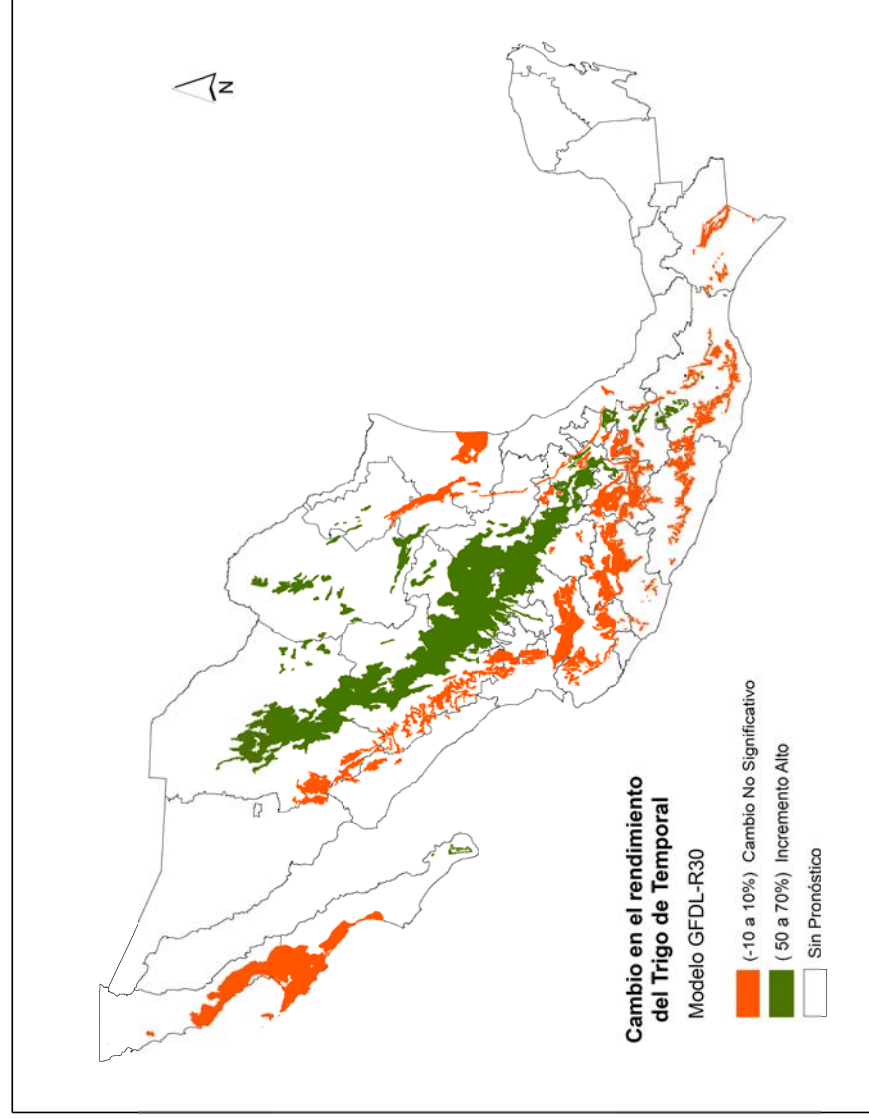 N
Cambio en el rendimiento
del Trigo de Temporal
Modelo GFDL-R30
(-10 a 10%) Cambio No Significativo
( 50 a 70%) Incremento Alto
Sin Pronóstico